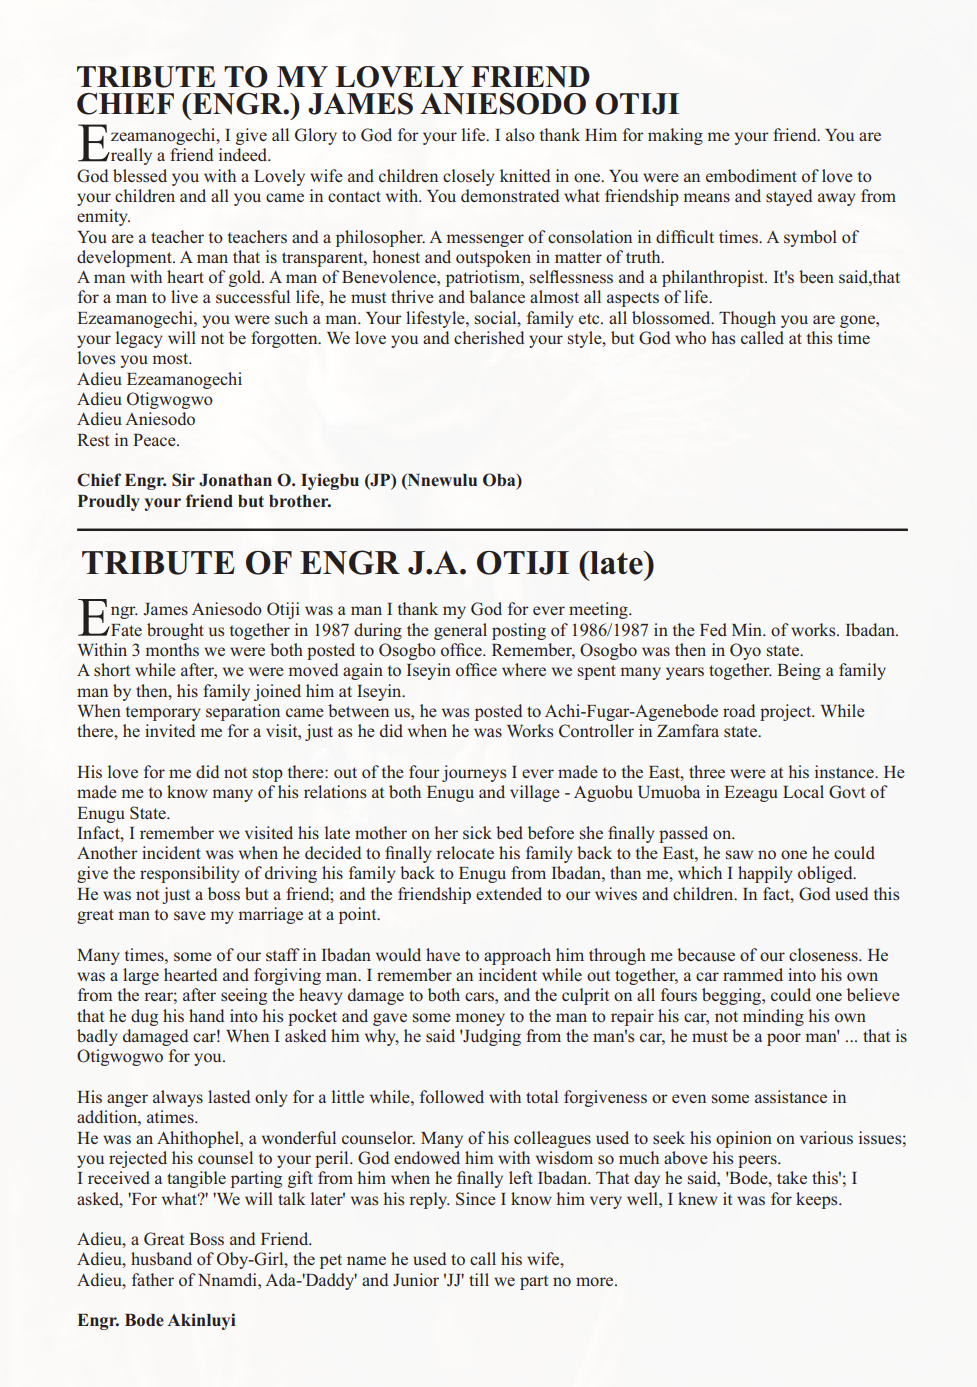 TRIBUTE TO MY LOVELY FRIEND
CHIEF (ENGR.) JAMES ANIESODO OTIJI
Ezeamanogechi, I give all Glory to God for your life. I also thank Him for making me your friend. You are
really a friend indeed.
God blessed you with a Lovely wife and children closely knitted in one. You were an embodiment of love to
your children and all you came in contact with. You demonstrated what friendship means and stayed away from
enmity.
You are a teacher to teachers and a philosopher. A messenger of consolation in difficult times. A symbol of
development. A man that is transparent, honest and outspoken in matter of truth.
A man with heart of gold. A man of Benevolence, patriotism, selflessness and a philanthropist. It's been said,that
for a man to live a successful life, he must thrive and balance almost all aspects of life.
Ezeamanogechi, you were such a man. Your lifestyle, social, family etc. all blossomed. Though you are gone,
your legacy will not be forgotten. We love you and cherished your style, but God who has called at this time
loves you most.
Adieu Ezeamanogechi
Adieu Otigwogwo
Adieu Aniesodo
Rest in Peace.
Chief Engr. Sir Jonathan O. Iyiegbu (JP) (Nnewulu Oba)
Proudly your friend but brother.
TRIBUTE OF ENGR J.A. OTIJI (late)
Engr. James Aniesodo Otiji was a man I thank my God for ever meeting.
Fate brought us together in 1987 during the general posting of 1986/1987 in the Fed Min. of works. Ibadan.
Within 3 months we were both posted to Osogbo office. Remember, Osogbo was then in Oyo state.
A short while after, we were moved again to Iseyin office where we spent many years together. Being a family
man by then, his family joined him at Iseyin.
When temporary separation came between us, he was posted to Achi-Fugar-Agenebode road project. While
there, he invited me for a visit, just as he did when he was Works Controller in Zamfara state.
His love for me did not stop there: out of the four journeys I ever made to the East, three were at his instance. He
made me to know many of his relations at both Enugu and village - Aguobu Umuoba in Ezeagu Local Govt of
Enugu State.
Infact, I remember we visited his late mother on her sick bed before she finally passed on.
Another incident was when he decided to finally relocate his family back to the East, he saw no one he could
give the responsibility of driving his family back to Enugu from Ibadan, than me, which I happily obliged.
He was not just a boss but a friend; and the friendship extended to our wives and children. In fact, God used this
great man to save my marriage at a point.
Many times, some of our staff in Ibadan would have to approach him through me because of our closeness. He
was a large hearted and forgiving man. I remember an incident while out together, a car rammed into his own
from the rear; after seeing the heavy damage to both cars, and the culprit on all fours begging, could one believe
that he dug his hand into his pocket and gave some money to the man to repair his car, not minding his own
badly damaged car! When I asked him why, he said 'Judging from the man's car, he must be a poor man' ... that is
Otigwogwo for you.
His anger always lasted only for a little while, followed with total forgiveness or even some assistance in
addition, atimes.
He was an Ahithophel, a wonderful counselor. Many of his colleagues used to seek his opinion on various issues;
you rejected his counsel to your peril. God endowed him with wisdom so much above his peers.
I received a tangible parting gift from him when he finally left Ibadan. That day he said, 'Bode, take this'; I
asked, 'For what?' 'We will talk later' was his reply. Since I know him very well, I knew it was for keeps.
Adieu, a Great Boss and Friend.
Adieu, husband of Oby-Girl, the pet name he used to call his wife,
Adieu, father of Nnamdi, Ada-'Daddy' and Junior 'JJ' till we part no more.
Engr. Bode Akinluyi